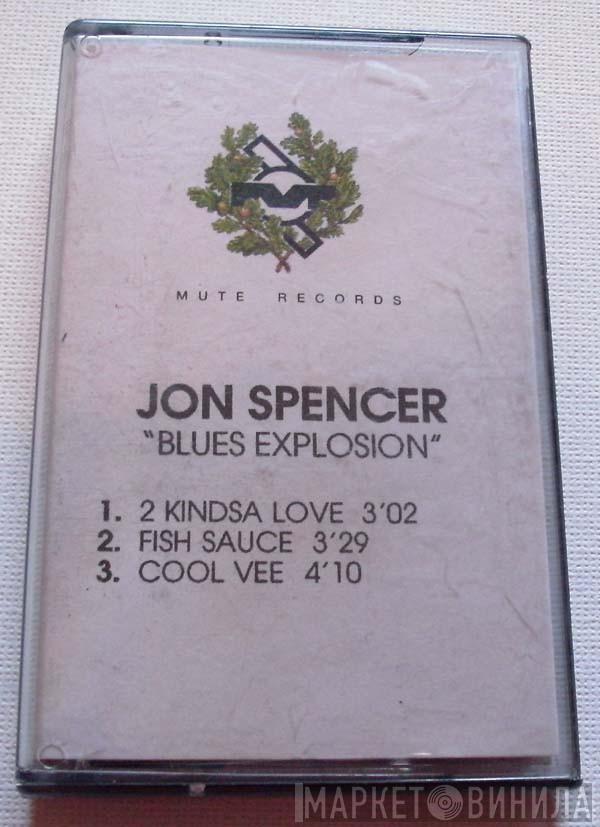 MUTE RECORDS
JON SPENCER
"BLUES EXPLOSION"
1. 2 KINDSA LOVE 3'02
2. FISH SAUCE 3'29
3. COOL VEE 4'10
МАРКЕТ ВИНИЛА